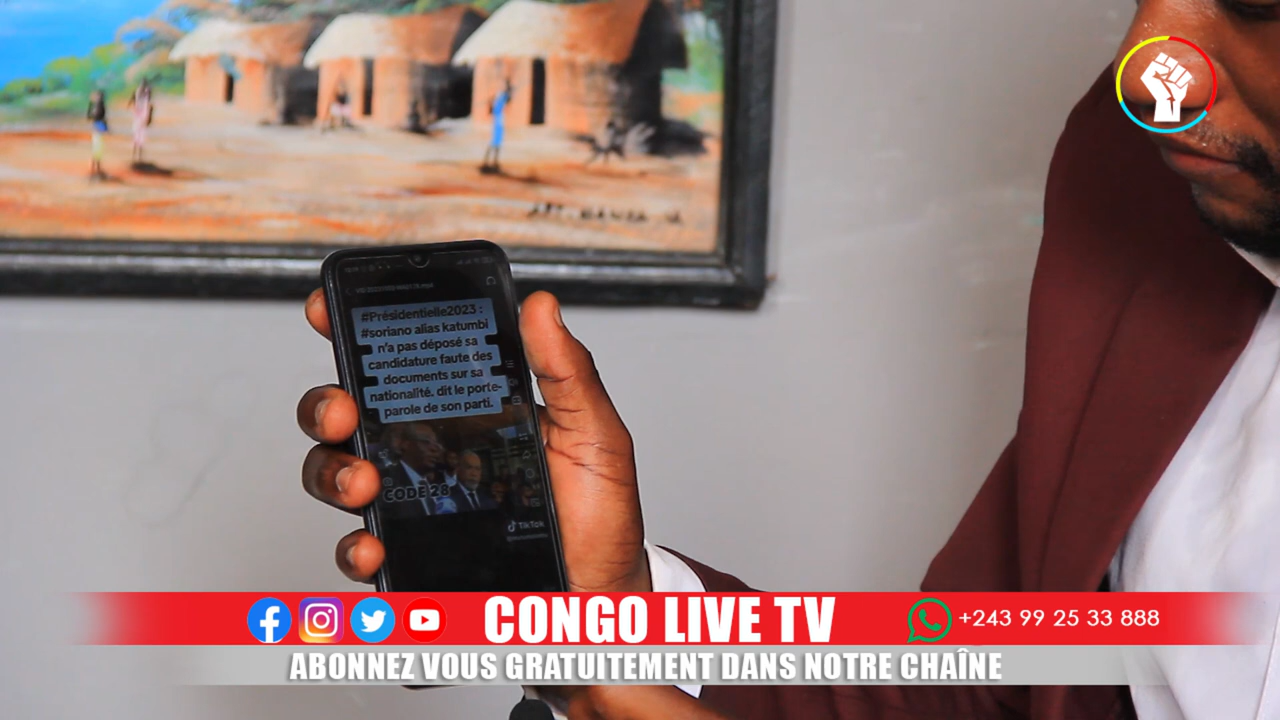 #Présidentielle2023 :
#soriano alias katumbi
n'a pas déposé sa
candidature faute des
documents sur sa
nationalité. dit le porte-
parole de son parti.
CODE 28
TikTok
CONGO LIVE TV
+243 99 25 33 888
ABONNEZ VOUS GRATUITEMENT DANS NOTRE CHAÎNE